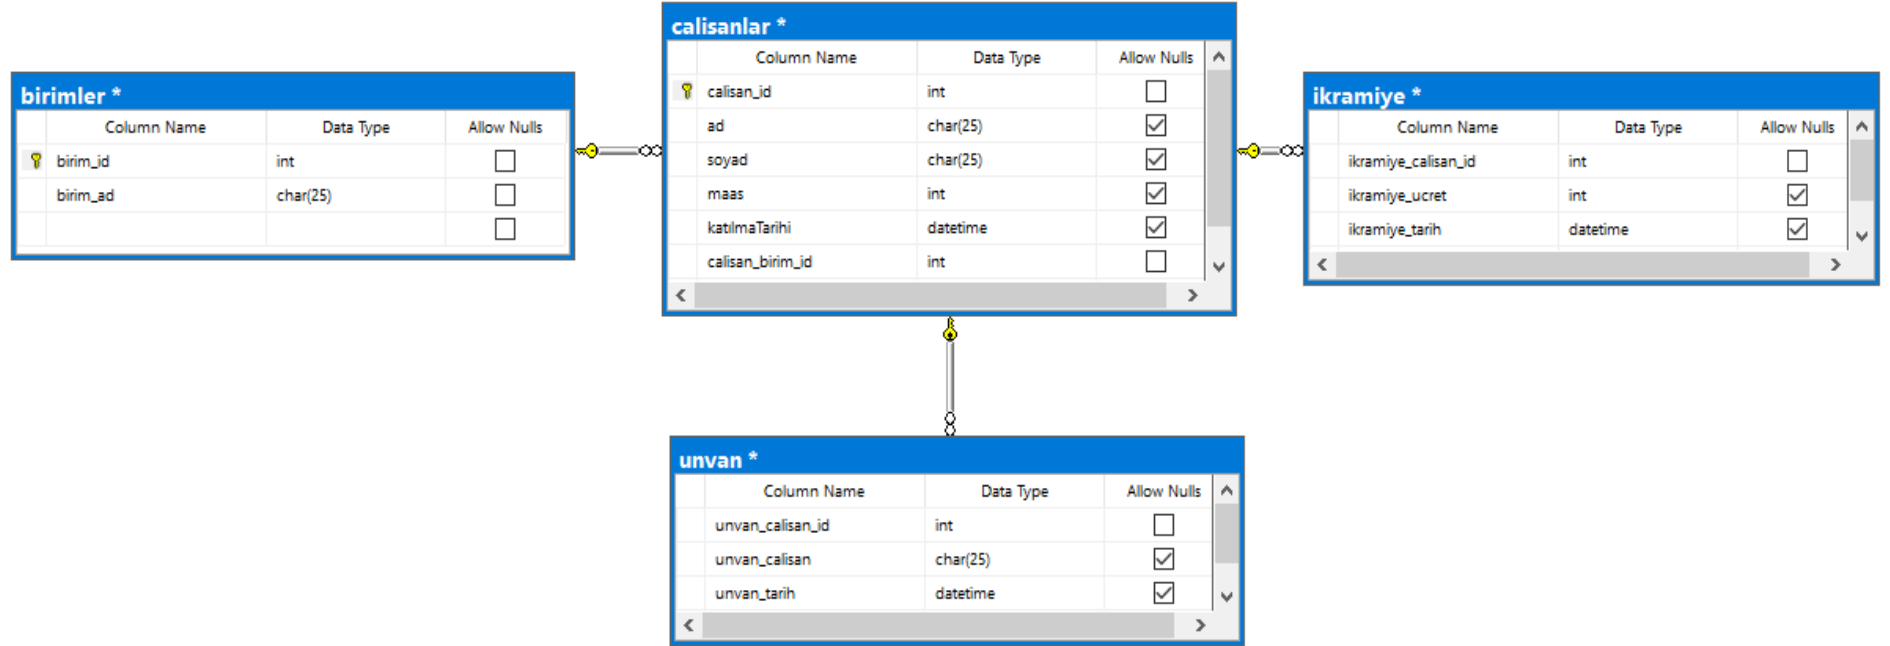 birimler *
Column Name Data Type Allow Nulls
birim_id int
birim_ad char(25)
calisanlar *
Column Name Data Type Allow Nulls
calisan_id int
ad char(25)
soyad char(25)
maas int
katılmaTarihi datetime
calisan_birim_id int
ikramiye *
Column Name Data Type Allow Nulls
ikramiye_calisan_id int
ikramiye_ucret int
ikramiye_tarih datetime
unvan *
Column Name Data Type Allow Nulls
unvan_calisan_id int
unvan_calisan char(25)
unvan_tarih datetime